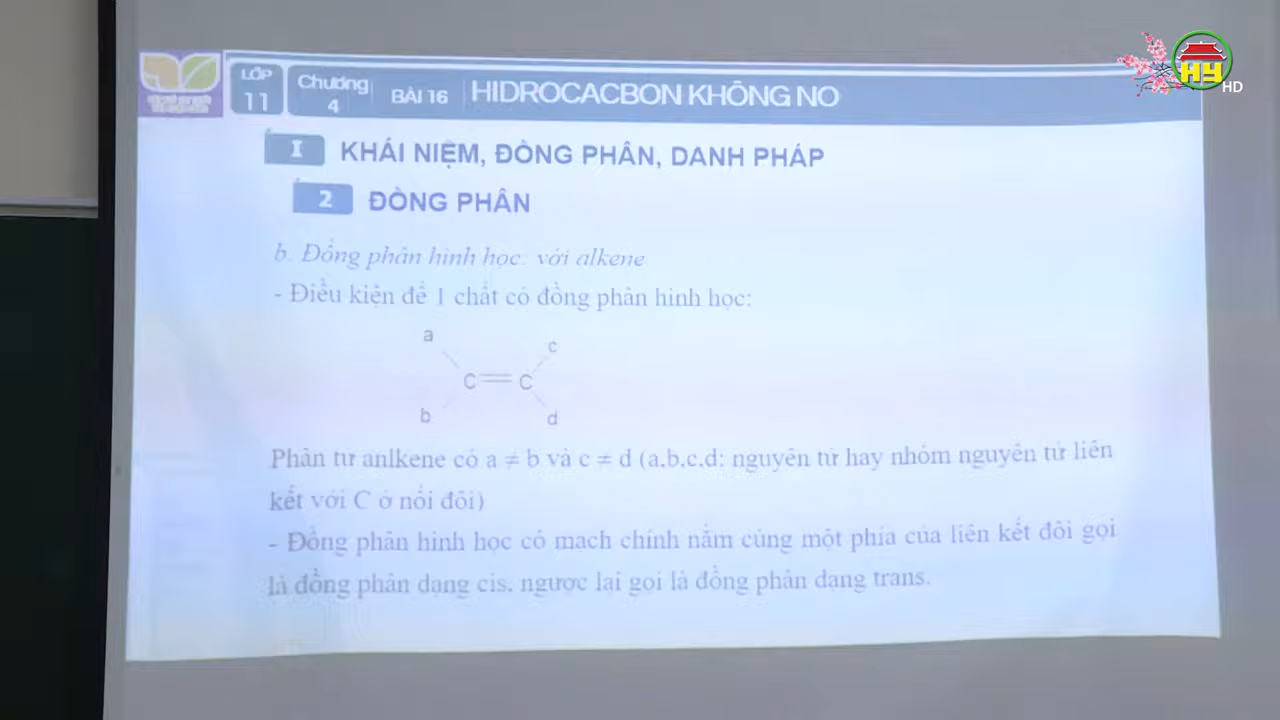 HY
HD
LỚP
11
Chương
4
BÀI 16
HIDROCACBON KHÔNG NO
I
KHÁI NIỆM, ĐỒNG PHÂN, DANH PHÁP
2
ĐỒNG PHÂN
b. Đồng phân hình học: với alkene
- Điều kiện để 1 chất có đồng phân hình học:
a
c
C
C
b
d
Phân tử anlkene có a ≠ b và c ≠ d (a,b,c,d: nguyên tử hay nhóm nguyên tử liên
kết với C ở nối đôi)
- Đồng phân hình học có mạch chính nằm cùng một phía của liên kết đôi gọi
là đồng phân dạng cis, ngược lại gọi là đồng phân dạng trans.